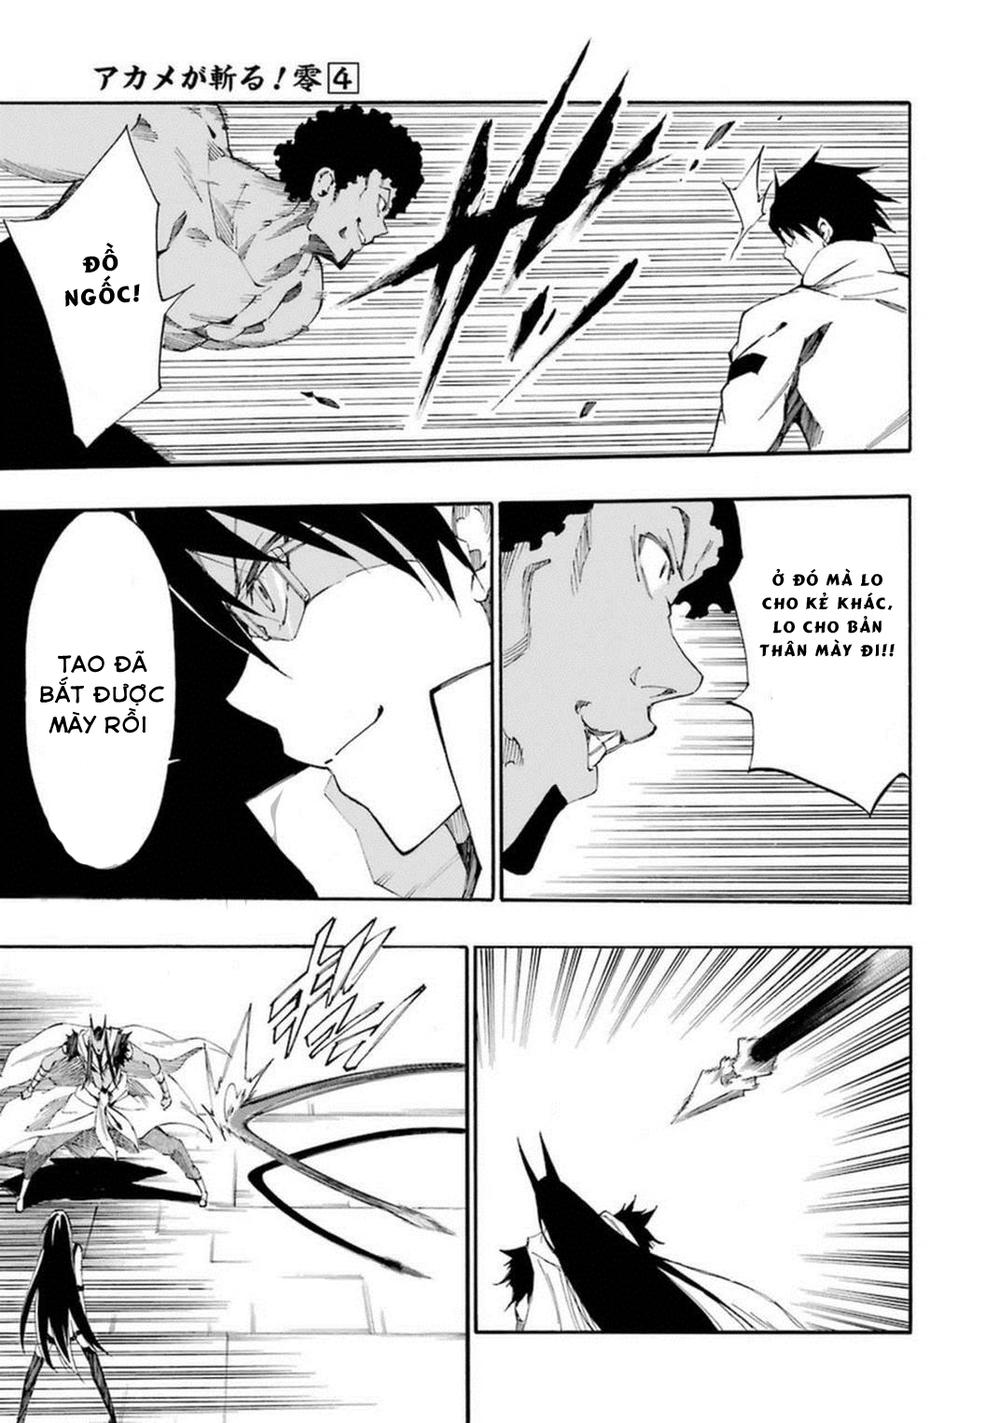 アカメが斬る！零4
ĐỒ
NGỐC!
Ở ĐÓ MÀ LO
CHO KẺ KHÁC,
LO CHO BẢN
THÂN MÀY ĐI!!
TAO ĐÃ
BẮT ĐƯỢC
MÀY RỒI